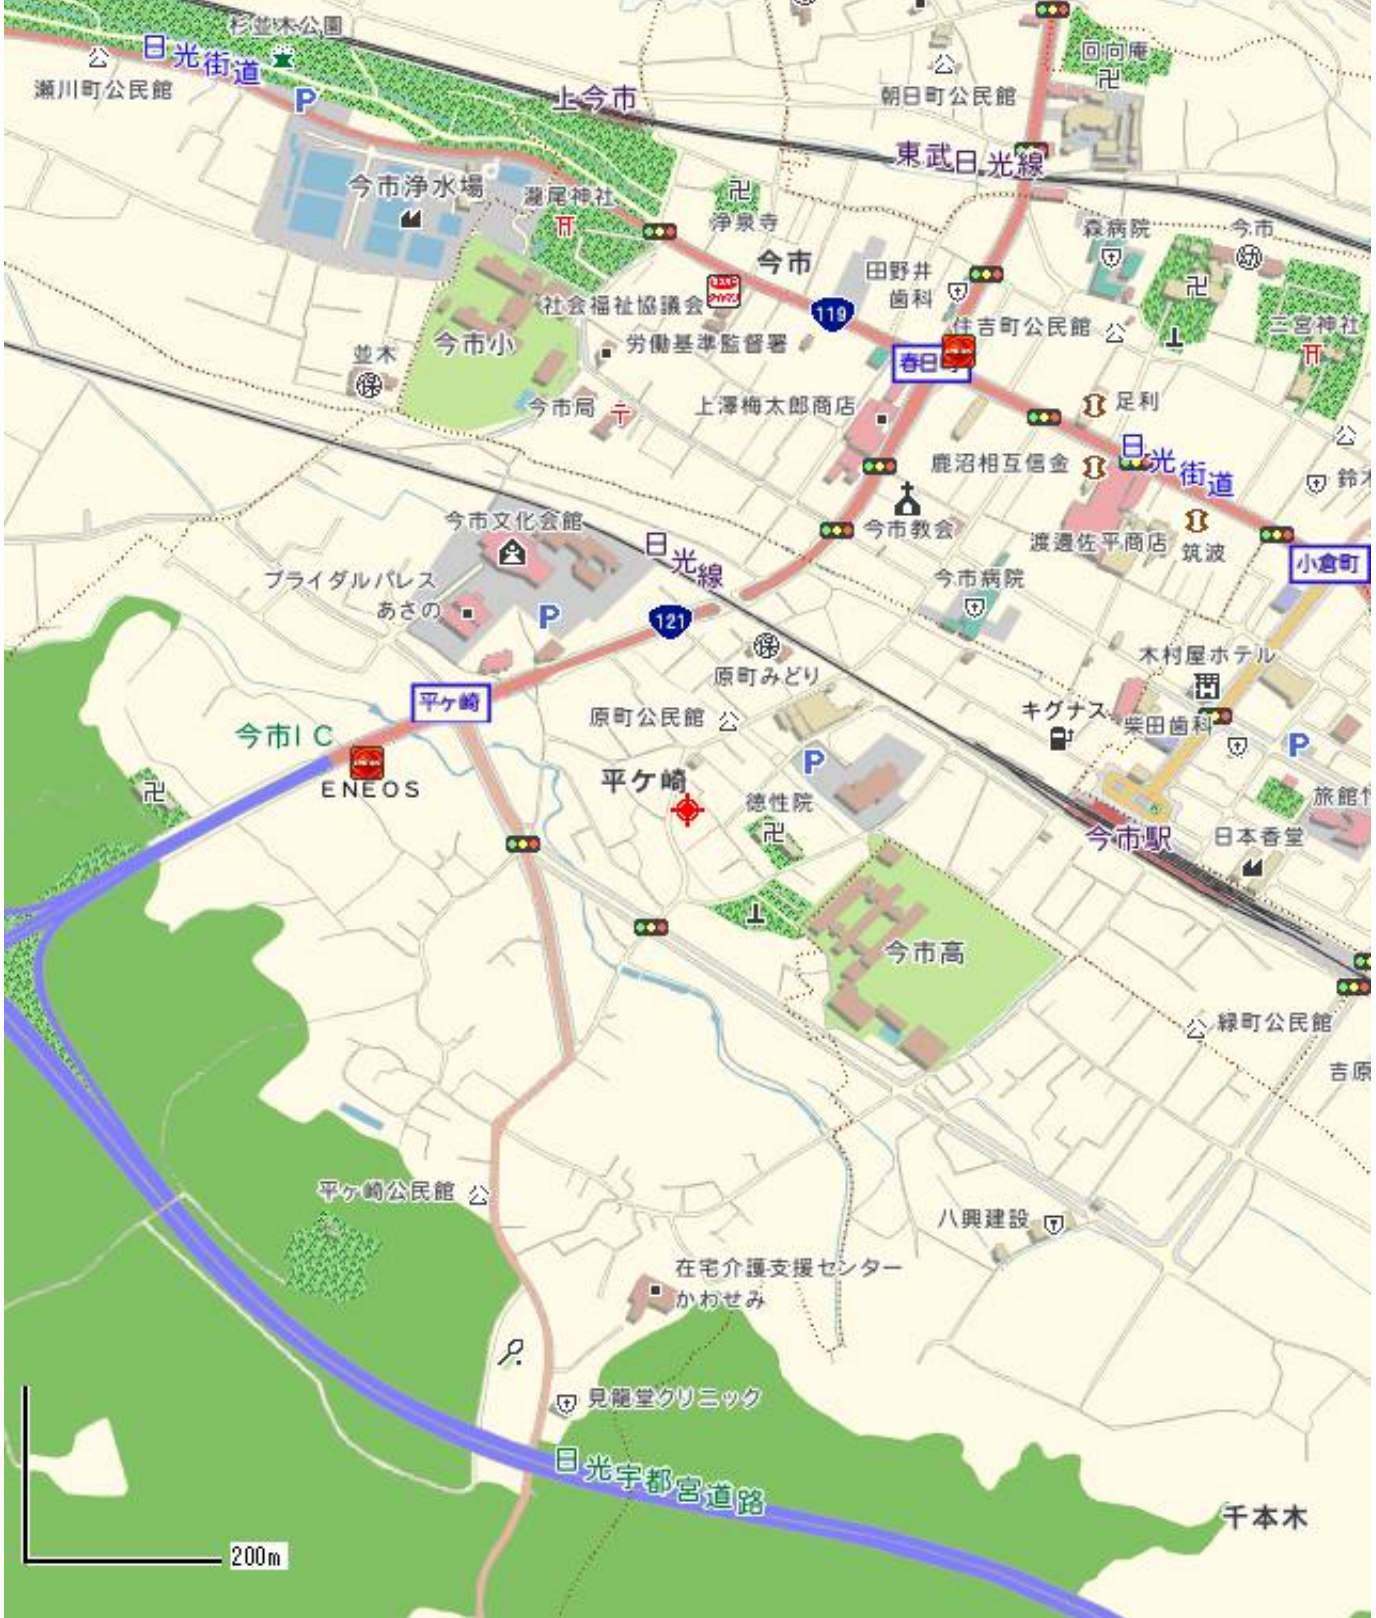 杉並木公園
日光街道
瀬川町公民館
P
上今市
回向庵
朝日町公民館
東武日光線
今市浄水場
瀧尾神社
浄泉寺
今市
森病院
今市
田野井
歯科
119
社会福祉協議会
住吉町公民館
二宮神社
今市小
労働基準監督署
並木
保
幼
今市局
上澤梅太郎商店
足利
鹿沼相互信金
日光街道
今市教会
渡邊佐平商店
筑波
小倉町
今市文化会館
日光線
ブライダルパレス
あさの
P
121
今市病院
保
原町みどり
木村屋ホテル
平ヶ崎
原町公民館
キグナス
柴田歯科
P
今市IC
ENEOS
P
平ケ崎
徳性院
今市駅
日本香堂
今市高
緑町公民館
平ヶ崎公民館
八興建設
在宅介護支援センター
かわせみ
見龍堂クリニック
日光宇都宮道路
千本木
200m